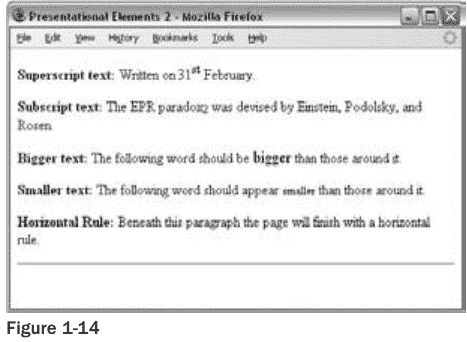 Presentational Elements 2 - Mozilla Firefox
File Edit View History Bookmarks Tools Help
Superscript text: Written on 31st February.
Subscript text: The EPR paradox2 was devised by Einstein, Podolsky, and
Rosen.
Bigger text: The following word should be bigger than those around it.
Smaller text: The following word should appear smaller than those around it.
Horizontal Rule: Beneath this paragraph the page will finish with a horizontal
rule.
Figure 1-14